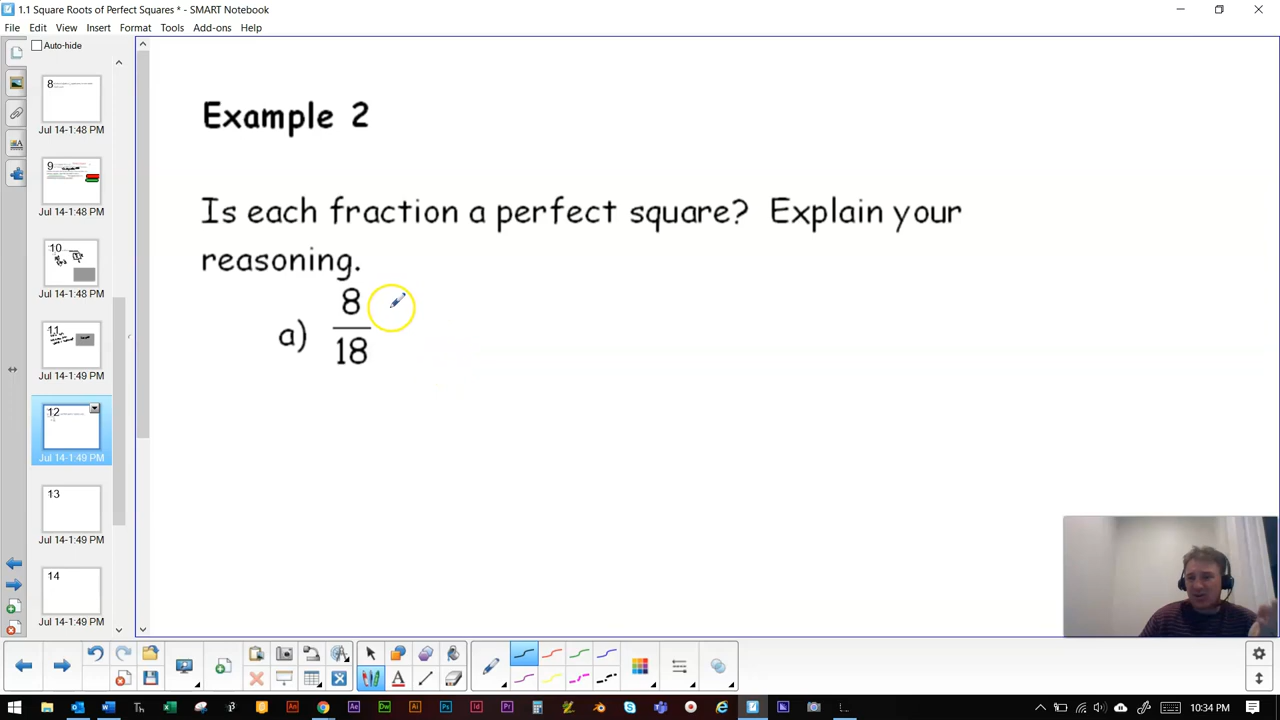 1.1 Square Roots of Perfect Squares * - SMART Notebook
File Edit View Insert Format Tools Add-ons Help
Auto-hide
8
Jul 14-1:48 PM
9
Jul 14-1:48 PM
10
Jul 14-1:48 PM
11
Jul 14-1:49 PM
12
Jul 14-1:49 PM
13
Jul 14-1:49 PM
14
Jul 14-1:49 PM
Example 2
Is each fraction a perfect square? Explain your
reasoning.
a) 8
18
10:34 PM